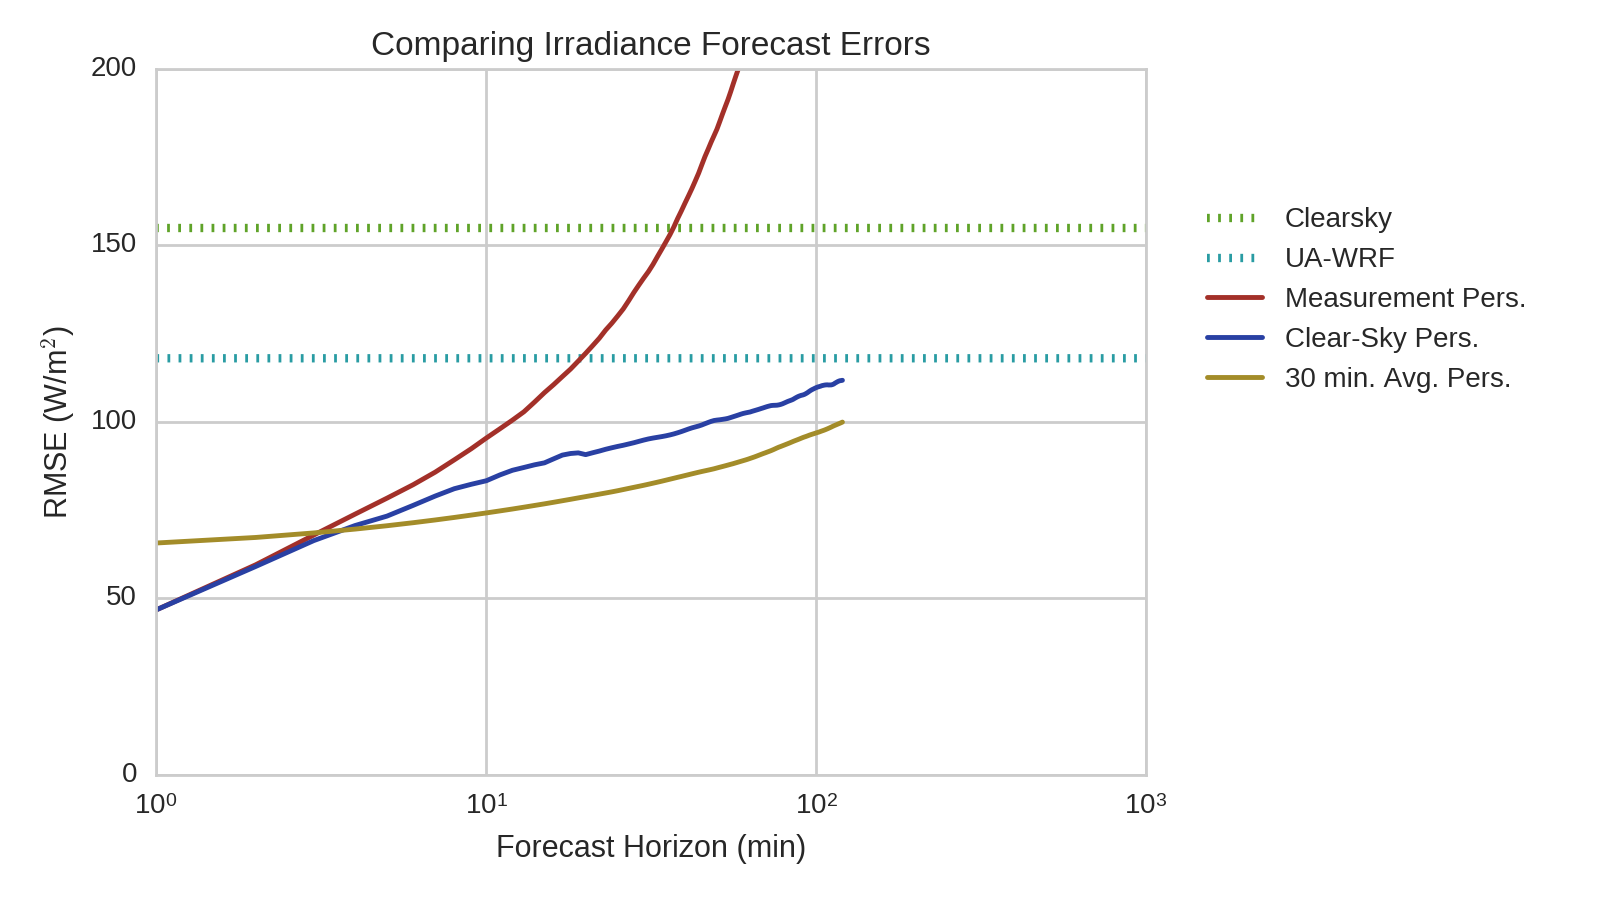 Comparing Irradiance Forecast Errors
200
150
100
50
0
RMSE (W/m²)
10⁰ 10¹ 10² 10³
Forecast Horizon (min)
Clearsky
UA-WRF
Measurement Pers.
Clear-Sky Pers.
30 min. Avg. Pers.